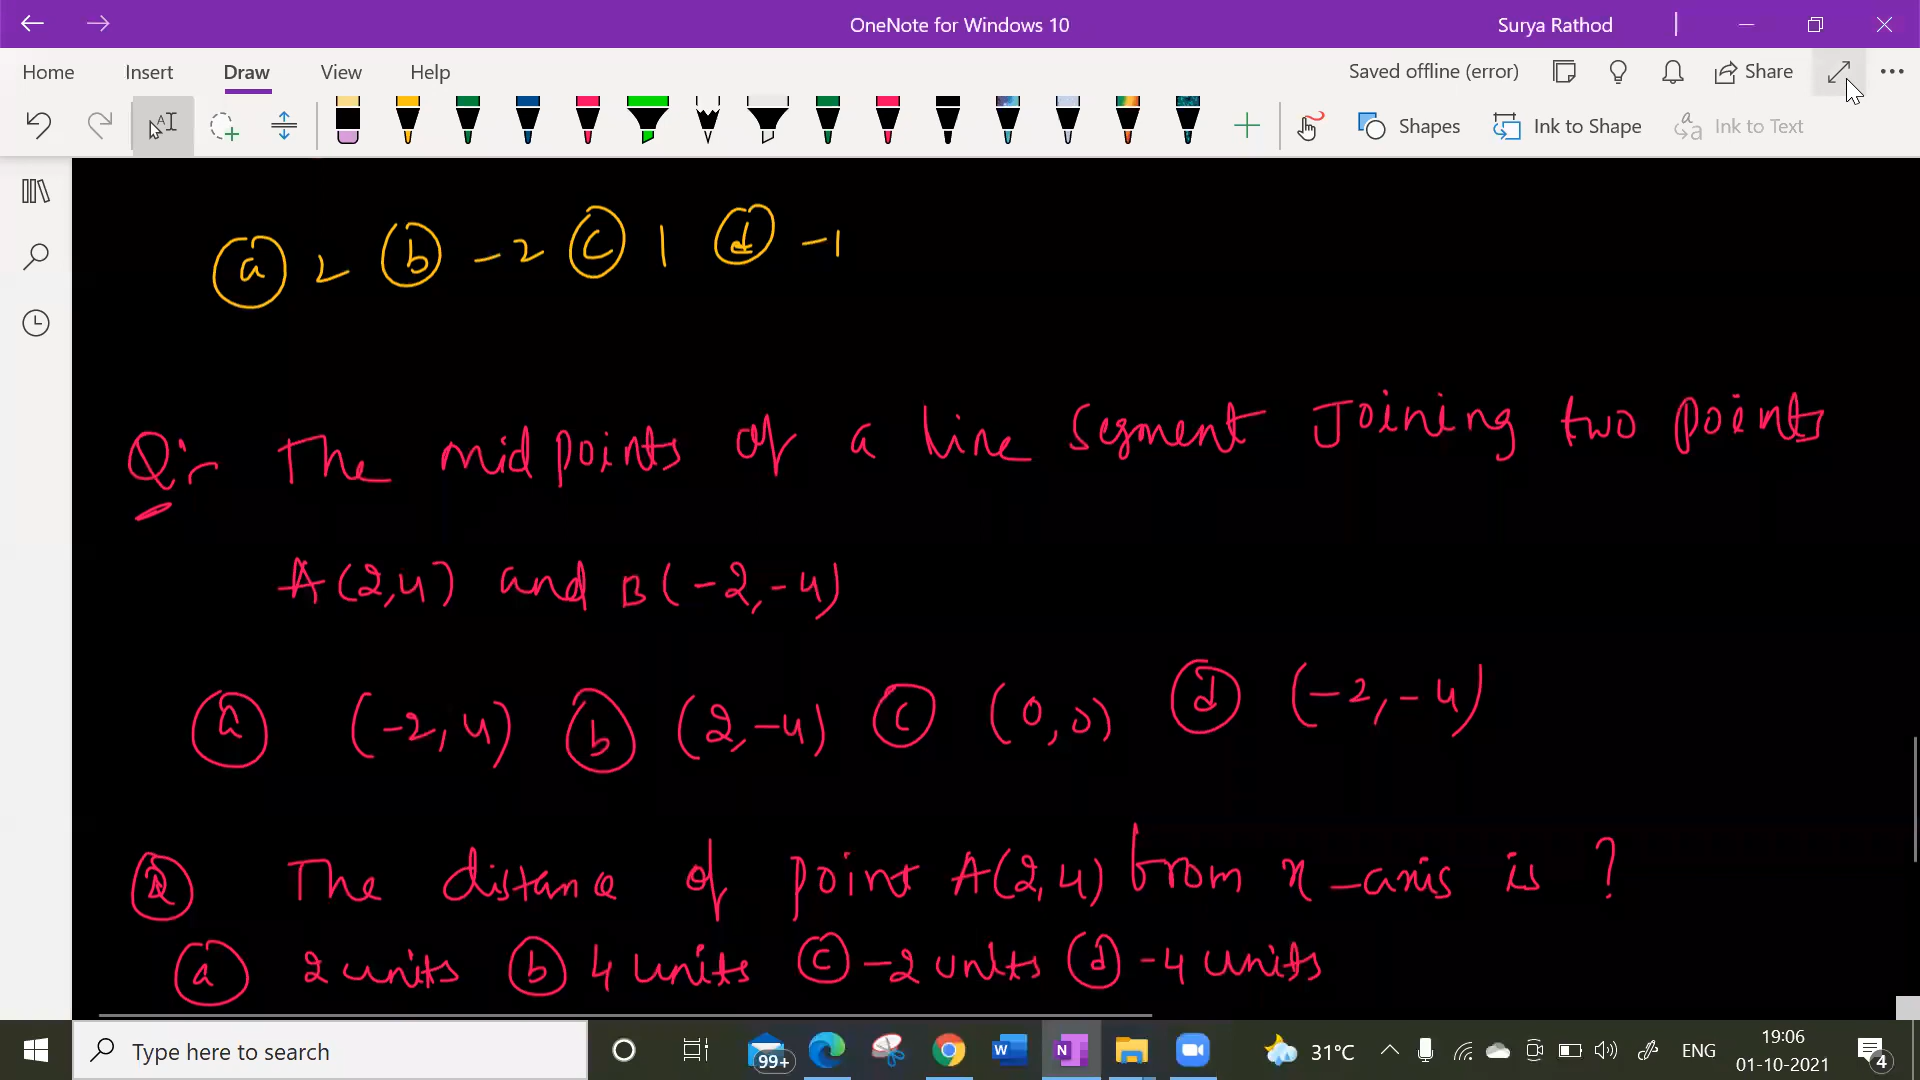 OneNote for Windows 10
Surya Rathod
Home Insert Draw View Help
Saved offline (error) Share
Shapes Ink to Shape Ink to Text
a 2 b -2 c 1 d -1
Q:- The midpoints of a line segment Joining two points
A(2,4) and B(-2,-4)
a (-2,4) b (2,-4) c (0,0) d (-2,-4)
Q The distance of point A(2,4) from x-axis is ?
a 2 units b 4 units c -2 units d -4 units
Type here to search
99+
31°C
ENG
19:06
01-10-2021
4